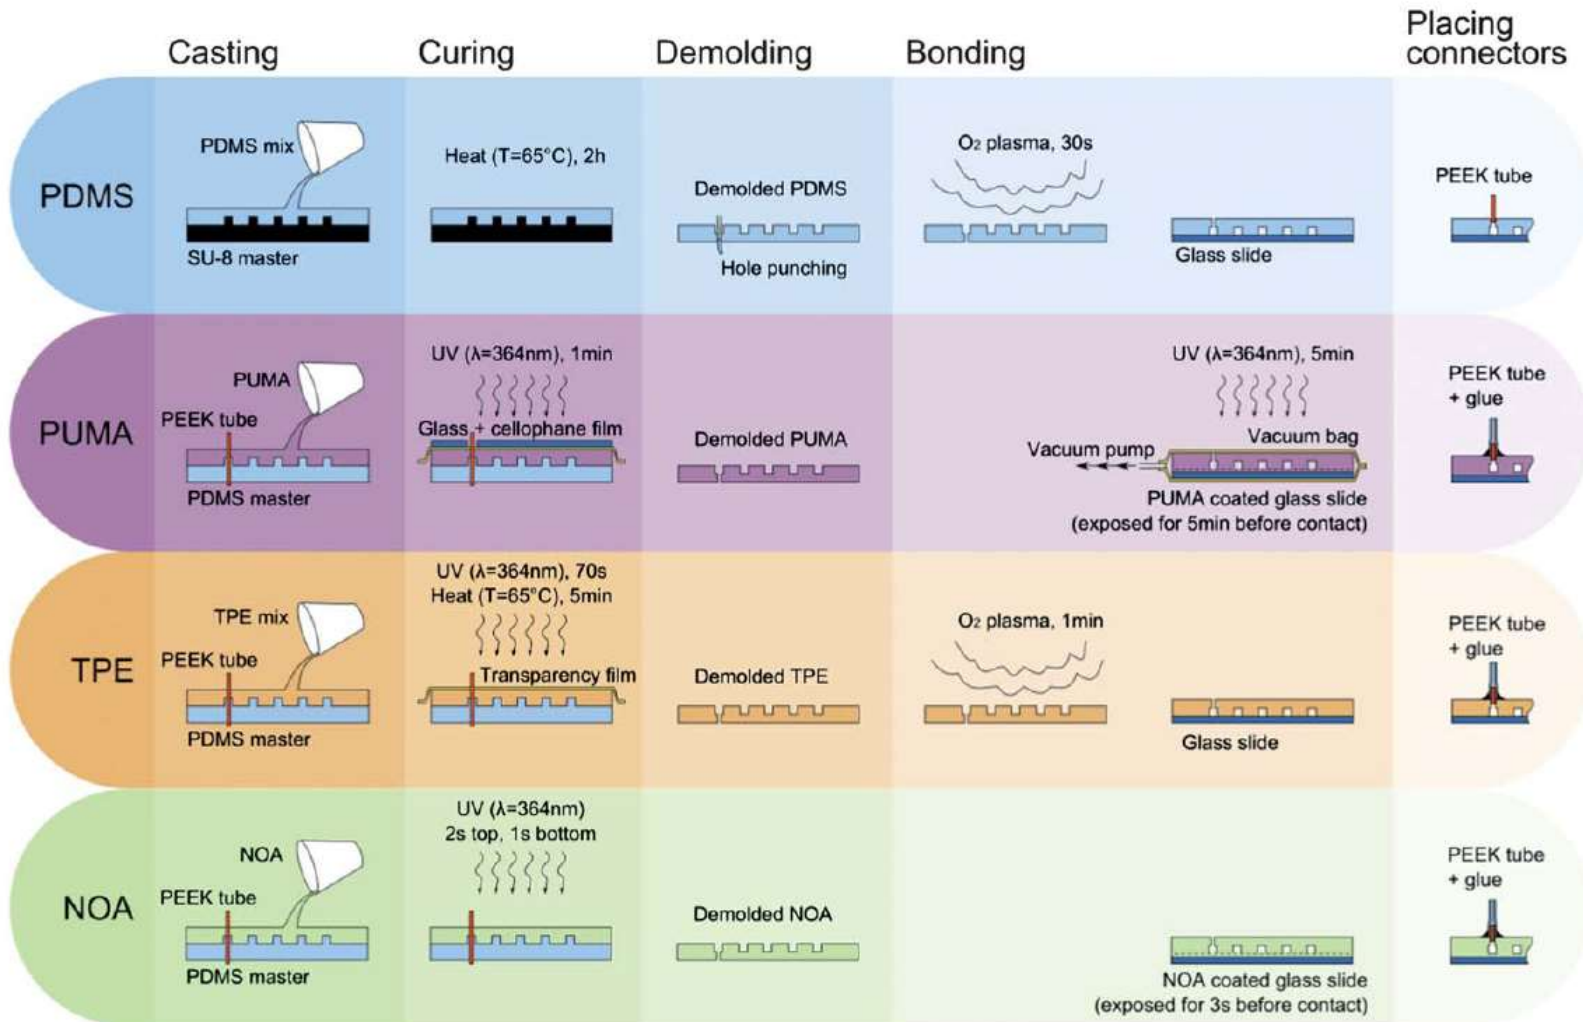 Casting
Curing
Demolding
Bonding
Placing
connectors
PDMS
PDMS mix
SU-8 master
Heat (T=65°C), 2h
Demolded PDMS
Hole punching
O₂ plasma, 30s
Glass slide
PEEK tube
PUMA
PUMA
PEEK tube
PDMS master
UV (λ=364nm), 1min
Glass + cellophane film
Demolded PUMA
UV (λ=364nm), 5min
Vacuum bag
Vacuum pump
PUMA coated glass slide
(exposed for 5min before contact)
PEEK tube
+ glue
TPE
TPE mix
PEEK tube
PDMS master
UV (λ=364nm), 70s
Heat (T=65°C), 5min
Transparency film
Demolded TPE
O₂ plasma, 1min
Glass slide
PEEK tube
+ glue
NOA
NOA
PEEK tube
PDMS master
UV (λ=364nm)
2s top, 1s bottom
Demolded NOA
NOA coated glass slide
(exposed for 3s before contact)
PEEK tube
+ glue